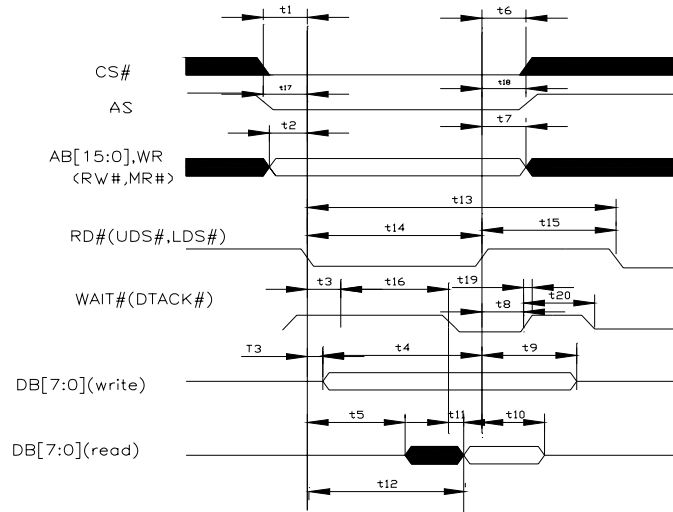 t1
t6
CS#
t17
t18
AS
t2
t7
AB[15:0],WR
(RW#,MR#)
t13
t14
t15
RD#(UDS#,LDS#)
t3
t16
t19
t20
WAIT#(DTACK#)
t8
T3
t4
t9
DB[7:0](write)
t5
t11
t10
DB[7:0](read)
t12